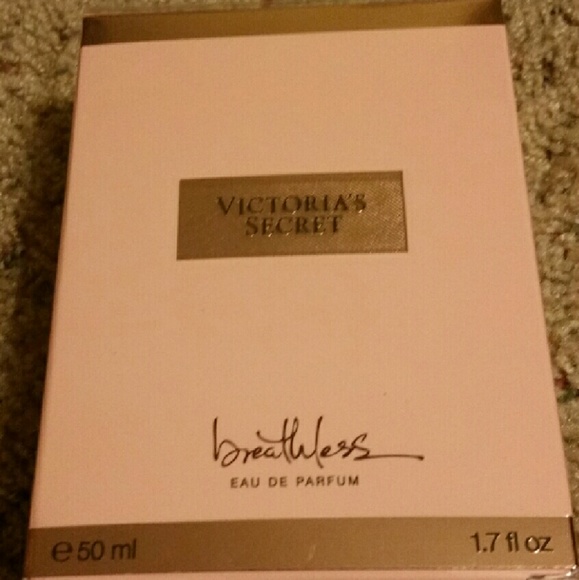 VICTORIA'S
SECRET
breathless
EAU DE PARFUM
e 50 ml
1.7 fl oz